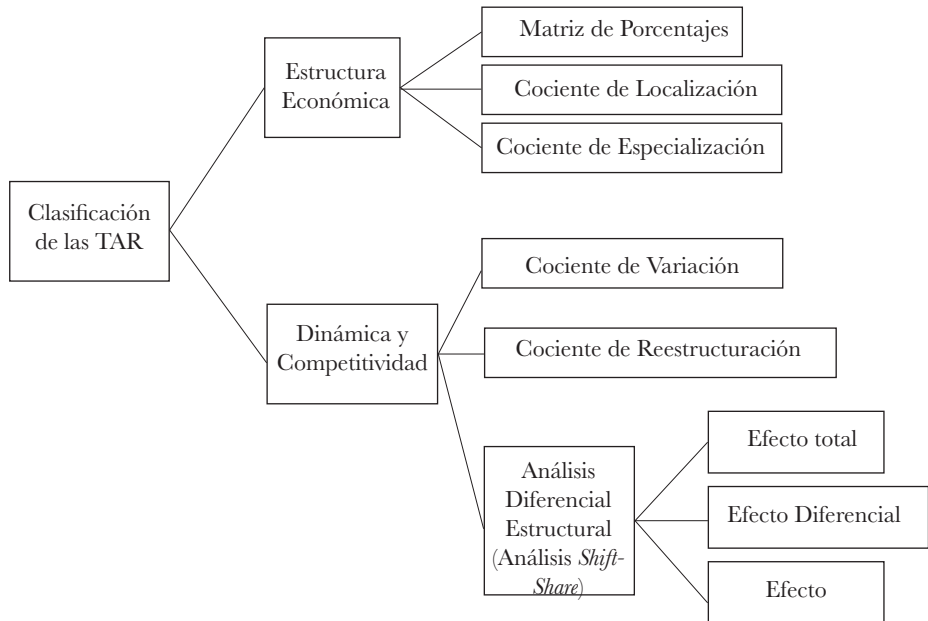 Clasificación
de las TAR
Estructura
Económica
Matriz de Porcentajes
Cociente de Localización
Cociente de Especialización
Dinámica y
Competitividad
Cociente de Variación
Cociente de Reestructuración
Análisis
Diferencial
Estructural
(Análisis Shift-
Share)
Efecto total
Efecto Diferencial
Efecto